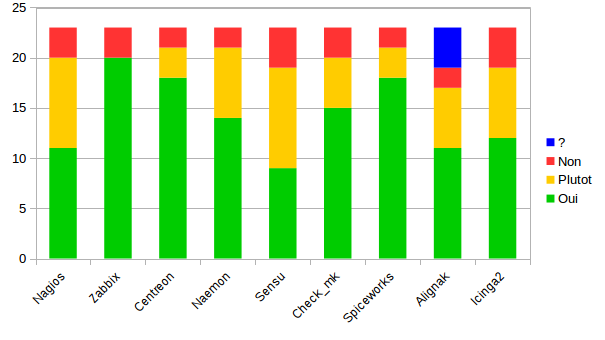 25
20
15
10
5
0
Nagios
Zabbix
Centreon
Naemon
Sensu
Check_mk
Spiceworks
Alignak
Icinga2
?
Non
Plutot
Oui